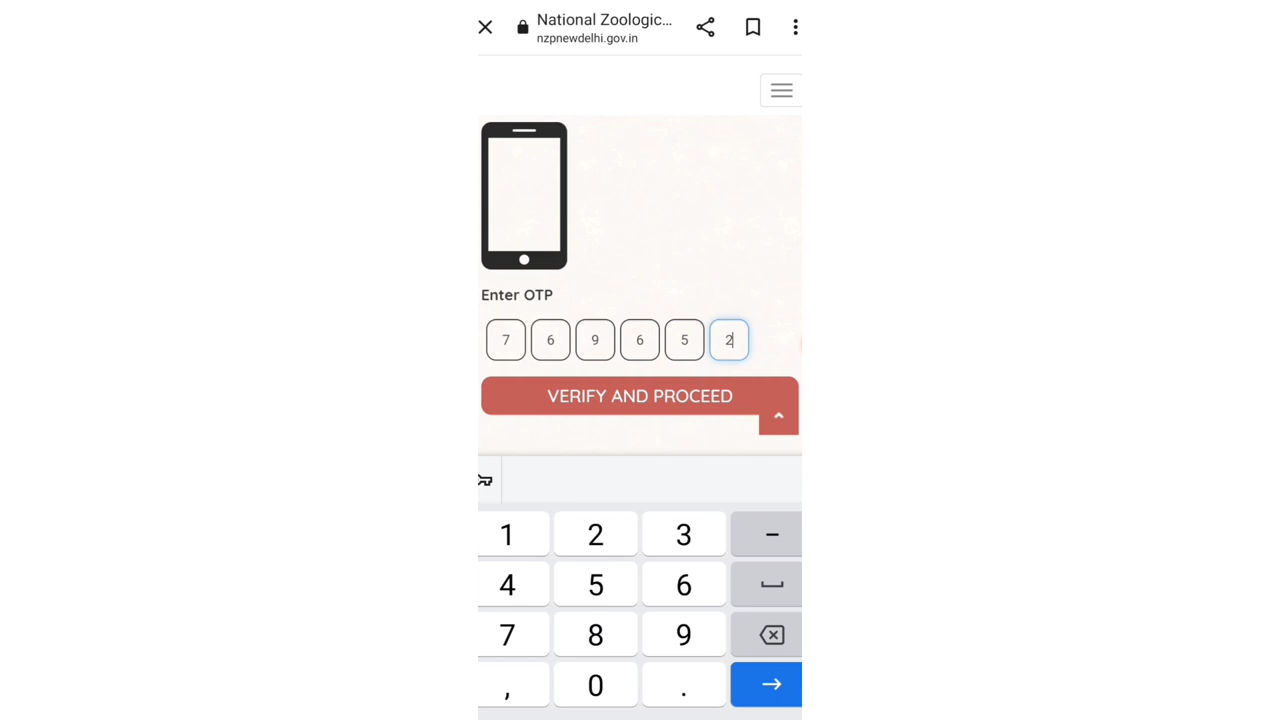 National Zoologic...
nzpnewdelhi.gov.in
Enter OTP
7 6 9 6 5 2
VERIFY AND PROCEED
1 2 3 −
4 5 6
7 8 9
, 0 .